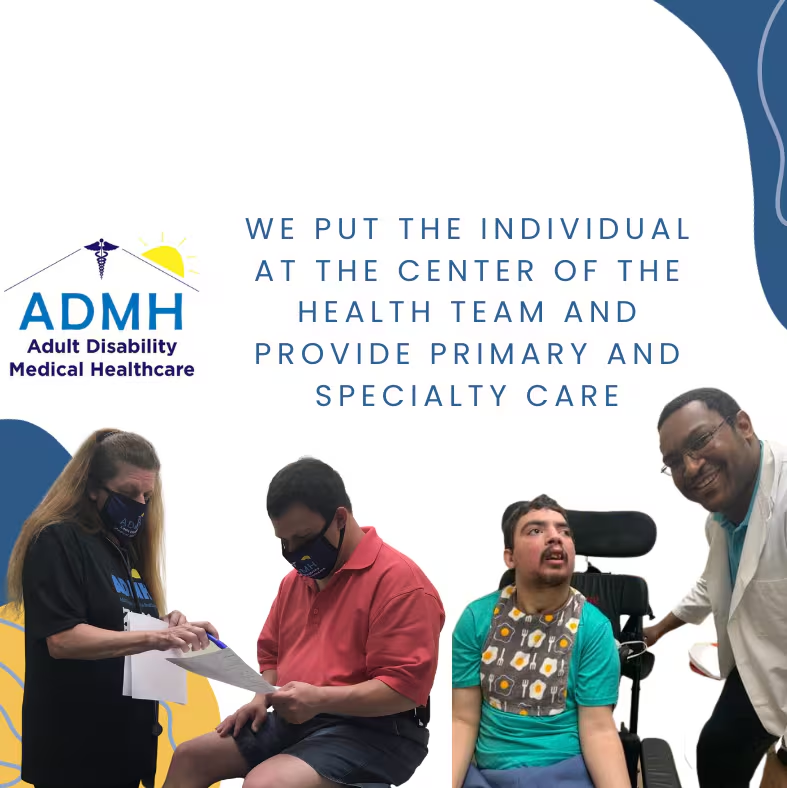 WE PUT THE INDIVIDUAL
AT THE CENTER OF THE
HEALTH TEAM AND
PROVIDE PRIMARY AND
SPECIALTY CARE
ADMH
Adult Disability
Medical Healthcare
ADMH